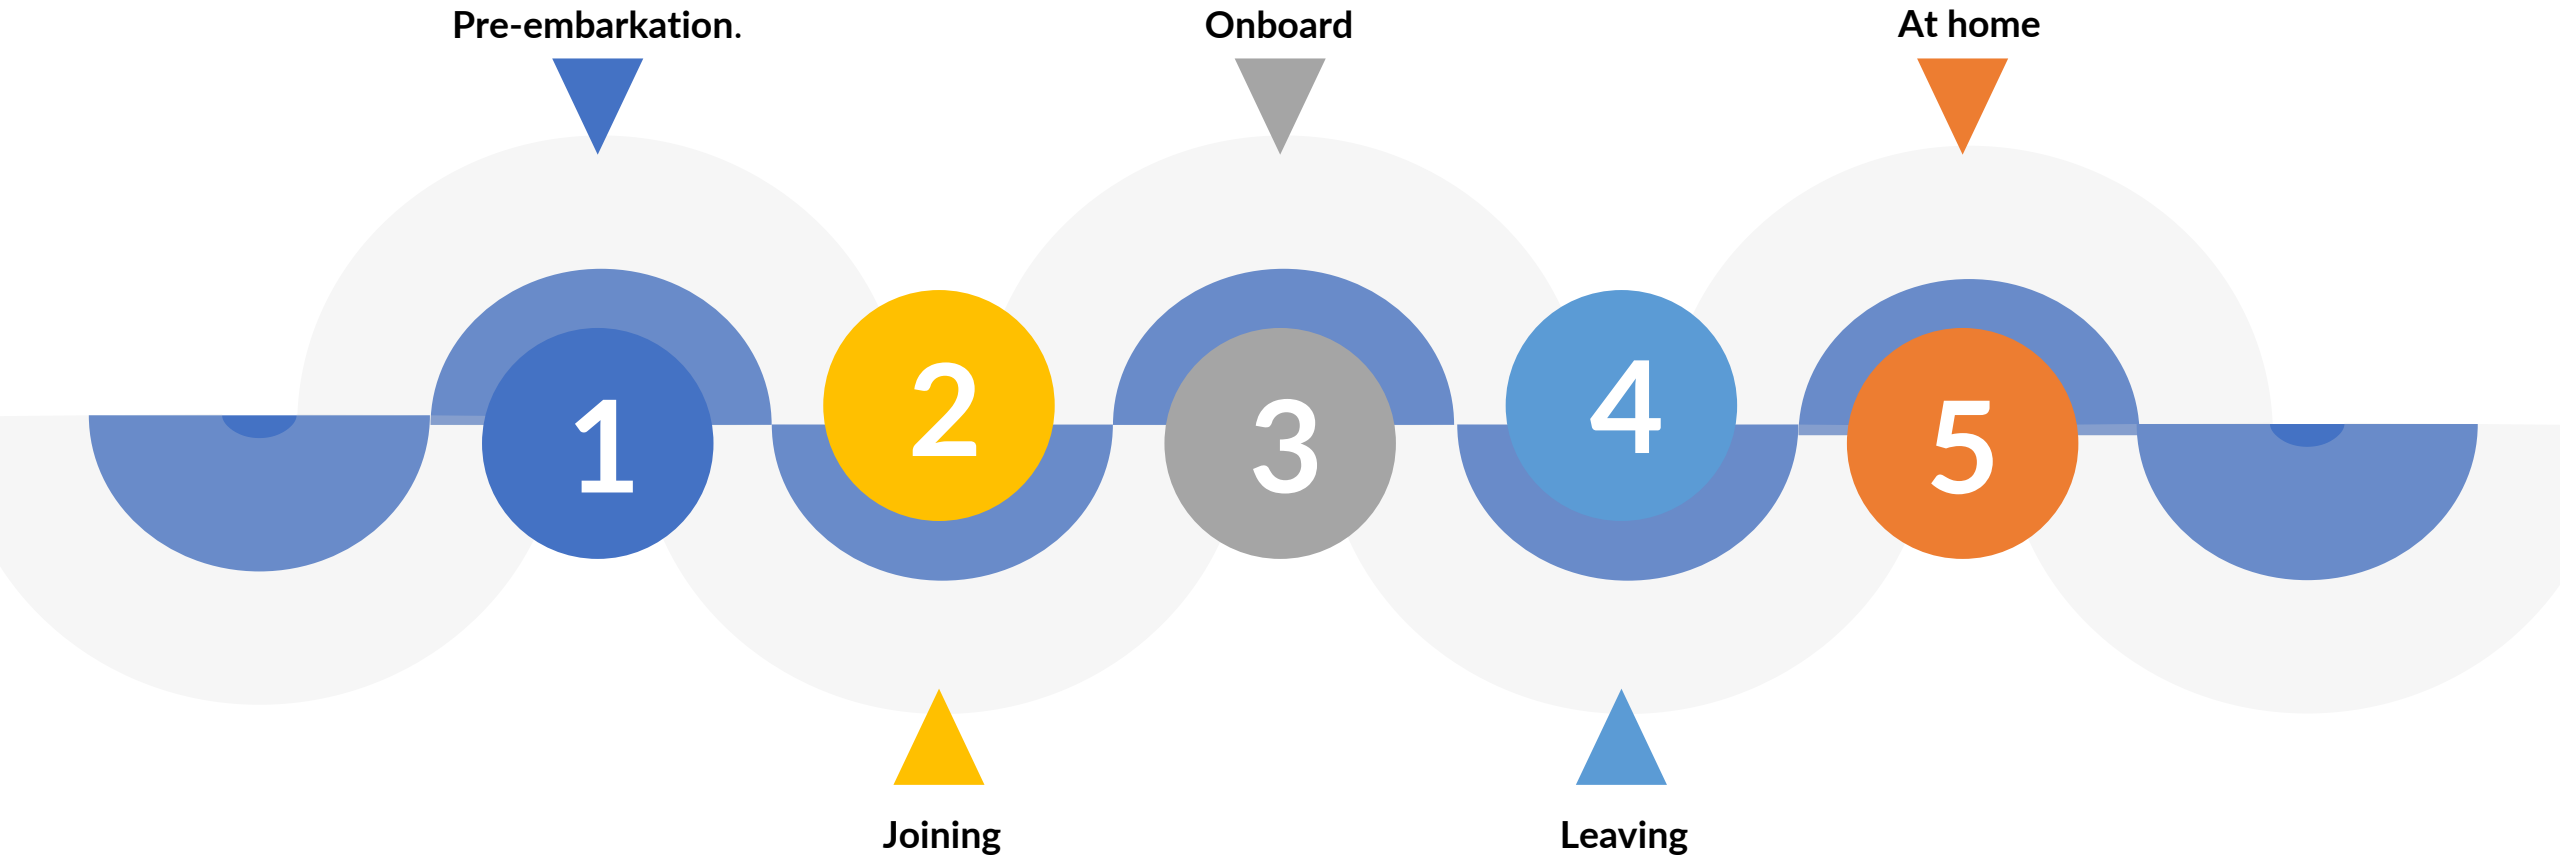 Pre-embarkation.
Onboard
At home
1
2
3
4
5
Joining
Leaving